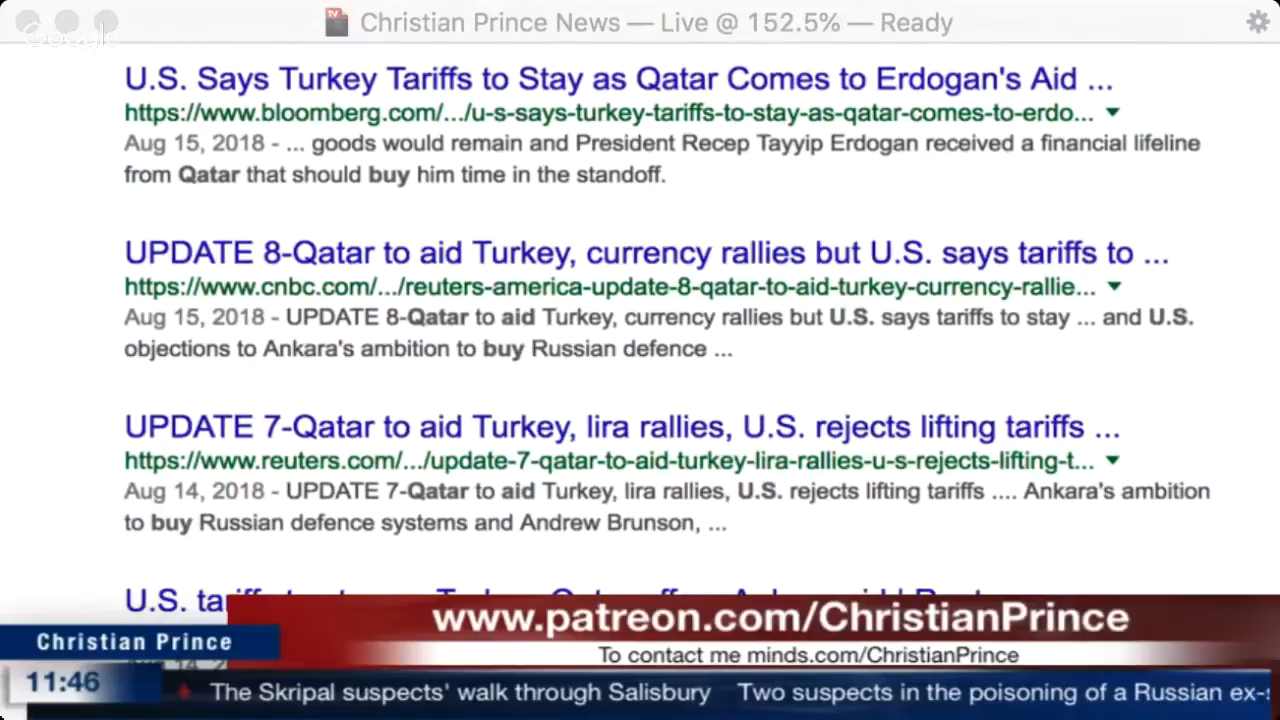 Christian Prince News — Live @ 152.5% — Ready
Google
U.S. Says Turkey Tariffs to Stay as Qatar Comes to Erdogan's Aid ...
https://www.bloomberg.com/.../u-s-says-turkey-tariffs-to-stay-as-qatar-comes-to-erdo...
Aug 15, 2018 - ... goods would remain and President Recep Tayyip Erdogan received a financial lifeline
from Qatar that should buy him time in the standoff.
UPDATE 8-Qatar to aid Turkey, currency rallies but U.S. says tariffs to ...
https://www.cnbc.com/.../reuters-america-update-8-qatar-to-aid-turkey-currency-rallie...
Aug 15, 2018 - UPDATE 8-Qatar to aid Turkey, currency rallies but U.S. says tariffs to stay ... and U.S.
objections to Ankara's ambition to buy Russian defence ...
UPDATE 7-Qatar to aid Turkey, lira rallies, U.S. rejects lifting tariffs ...
https://www.reuters.com/.../update-7-qatar-to-aid-turkey-lira-rallies-u-s-rejects-lifting-t...
Aug 14, 2018 - UPDATE 7-Qatar to aid Turkey, lira rallies, U.S. rejects lifting tariffs .... Ankara's ambition
to buy Russian defence systems and Andrew Brunson, ...
U.S.
www.patreon.com/ChristianPrince
Christian Prince
To contact me minds.com/ChristianPrince
11:46
The Skripal suspects' walk through Salisbury Two suspects in the poisoning of a Russian ex-s